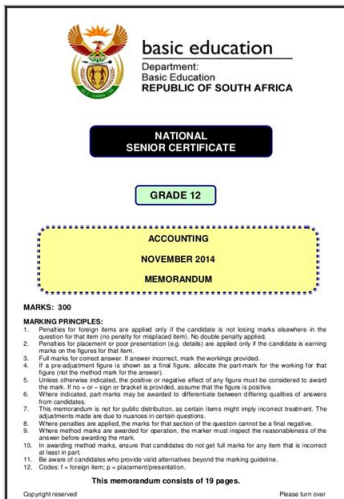 basic education
Department:
Basic Education
REPUBLIC OF SOUTH AFRICA
NATIONAL
SENIOR CERTIFICATE
GRADE 12
ACCOUNTING
NOVEMBER 2014
MEMORANDUM
MARKS: 300
MARKING PRINCIPLES:
1. Penalties for foreign items are applied only if the candidate is not losing marks elsewhere in the
question for that item (no penalty for misplaced item). No double penalty applied.
2. Penalties for placement or poor presentation (e.g. details) are applied only if the candidate is earning
marks on the figures for that item.
3. Full marks for correct answer. If answer incorrect, mark the workings provided.
4. If a pre-adjustment figure is shown as a final figure, allocate the part-mark for the working for that
figure (not the method mark for the answer).
5. Unless otherwise indicated, the positive or negative effect of any figure must be considered to award
the mark. If no + or – sign or bracket is provided, assume that the figure is positive.
6. Where indicated, part-marks may be awarded to differentiate between differing qualities of answers
from candidates.
7. This memorandum is not for public distribution, as certain items might imply incorrect treatment. The
adjustments made are due to nuances in certain questions.
8. Where penalties are applied, the marks for that section of the question cannot be a final negative.
9. Where method marks are awarded for operation, the marker must inspect the reasonableness of the
answer before awarding the mark.
10. In awarding method marks, ensure that candidates do not get full marks for any item that is incorrect
at least in part.
11. Be aware of candidates who provide valid alternatives beyond the marking guideline.
12. Codes: f = foreign item; p = placement/presentation.
This memorandum consists of 19 pages.
Copyright reserved
Please turn over